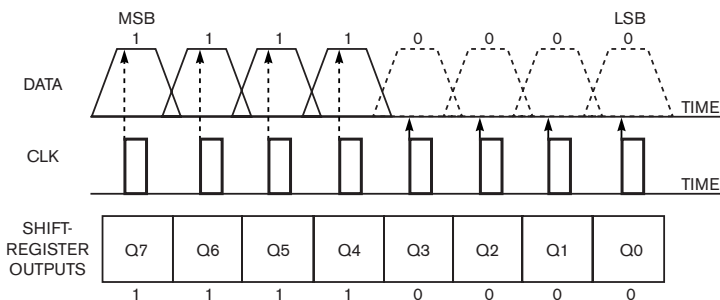 MSB LSB
1 1 1 1 0 0 0 0
DATA
TIME
CLK
TIME
SHIFT-
REGISTER
OUTPUTS
Q7 Q6 Q5 Q4 Q3 Q2 Q1 Q0
1 1 1 1 0 0 0 0